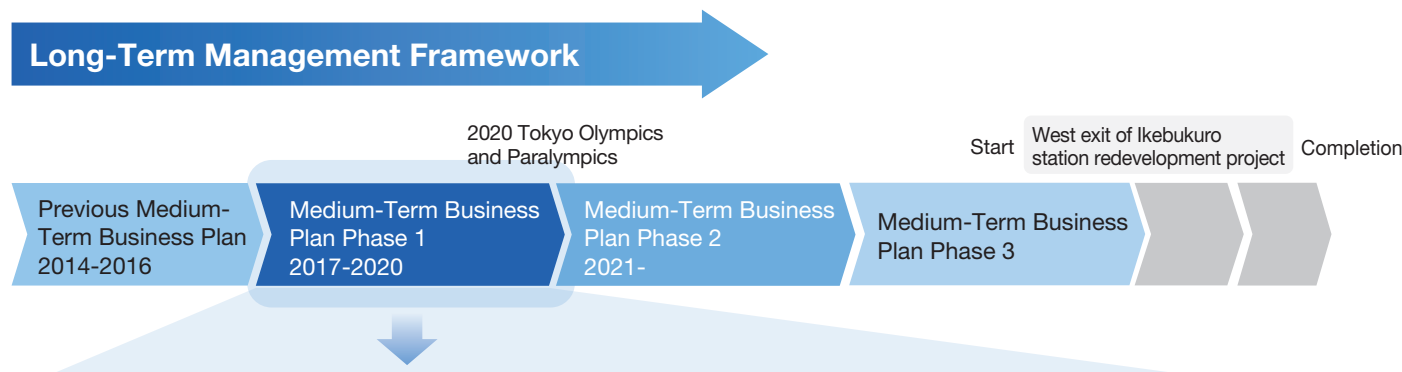 Long-Term Management Framework
2020 Tokyo Olympics
and Paralympics
Start
West exit of Ikebukuro
station redevelopment project
Completion
Previous Medium-
Term Business Plan
2014-2016
Medium-Term Business
Plan Phase 1
2017-2020
Medium-Term Business
Plan Phase 2
2021-
Medium-Term Business
Plan Phase 3